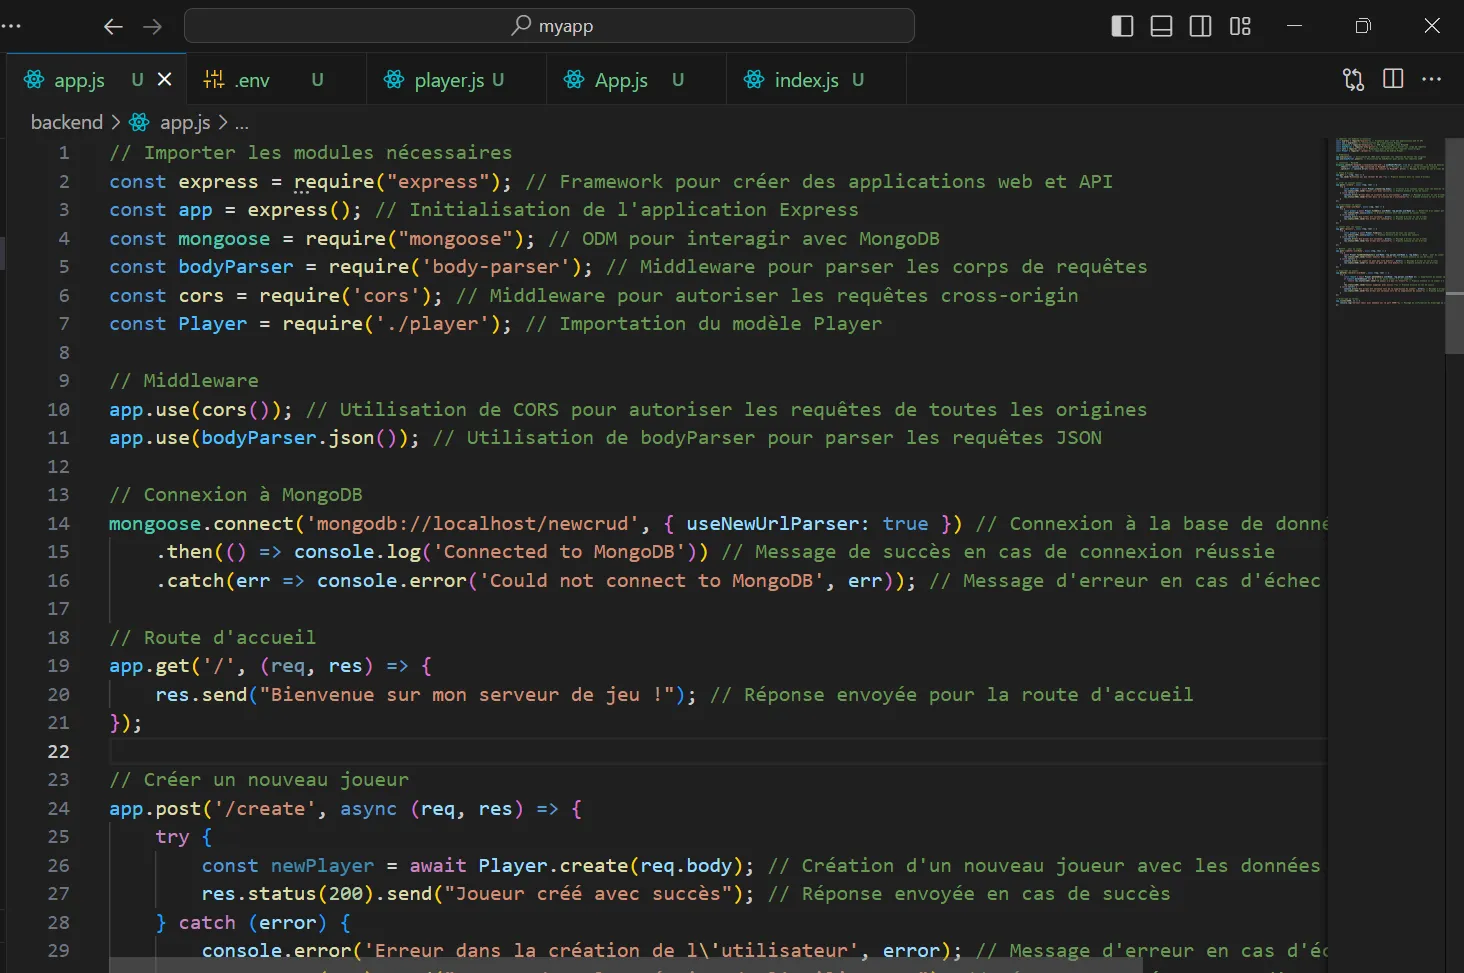 myapp
app.js U .env U player.js U App.js U index.js U
backend > app.js > ...
1 // Importer les modules nécessaires
2 const express = require("express"); // Framework pour créer des applications web et API
3 const app = express(); // Initialisation de l'application Express
4 const mongoose = require("mongoose"); // ODM pour interagir avec MongoDB
5 const bodyParser = require('body-parser'); // Middleware pour parser les corps de requêtes
6 const cors = require('cors'); // Middleware pour autoriser les requêtes cross-origin
7 const Player = require('./player'); // Importation du modèle Player
8
9 // Middleware
10 app.use(cors()); // Utilisation de CORS pour autoriser les requêtes de toutes les origines
11 app.use(bodyParser.json()); // Utilisation de bodyParser pour parser les requêtes JSON
12
13 // Connexion à MongoDB
14 mongoose.connect('mongodb://localhost/newcrud', { useNewUrlParser: true }) // Connexion à la base de donné
15 .then(() => console.log('Connected to MongoDB')) // Message de succès en cas de connexion réussie
16 .catch(err => console.error('Could not connect to MongoDB', err)); // Message d'erreur en cas d'échec
17
18 // Route d'accueil
19 app.get('/', (req, res) => {
20 res.send("Bienvenue sur mon serveur de jeu !"); // Réponse envoyée pour la route d'accueil
21 });
22
23 // Créer un nouveau joueur
24 app.post('/create', async (req, res) => {
25 try {
26 const newPlayer = await Player.create(req.body); // Création d'un nouveau joueur avec les données
27 res.status(200).send("Joueur créé avec succès"); // Réponse envoyée en cas de succès
28 } catch (error) {
29 console.error('Erreur dans la création de l\'utilisateur', error); // Message d'erreur en cas d'éc